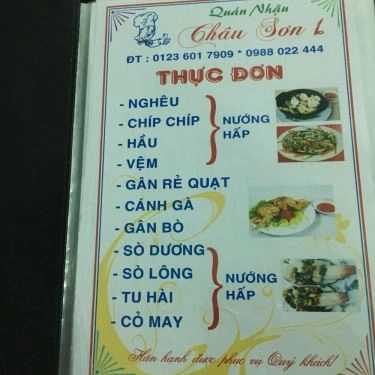 Quán Nhậu
Châu Sơn 1
ĐT : 0123 601 7909 * 0988 022 444
THỰC ĐƠN
- NGHÊU
- CHÍP CHÍP
- HẦU
- VỆM
NƯỚNG
HẤP
- GÂN RẺ QUẠT
- CÁNH GÀ
- GÂN BÒ
- SÒ DƯƠNG
- SÒ LÔNG
- TU HÀI
- CỎ MAY
NƯỚNG
HẤP
Hân hạnh được phục vụ Quý khách!